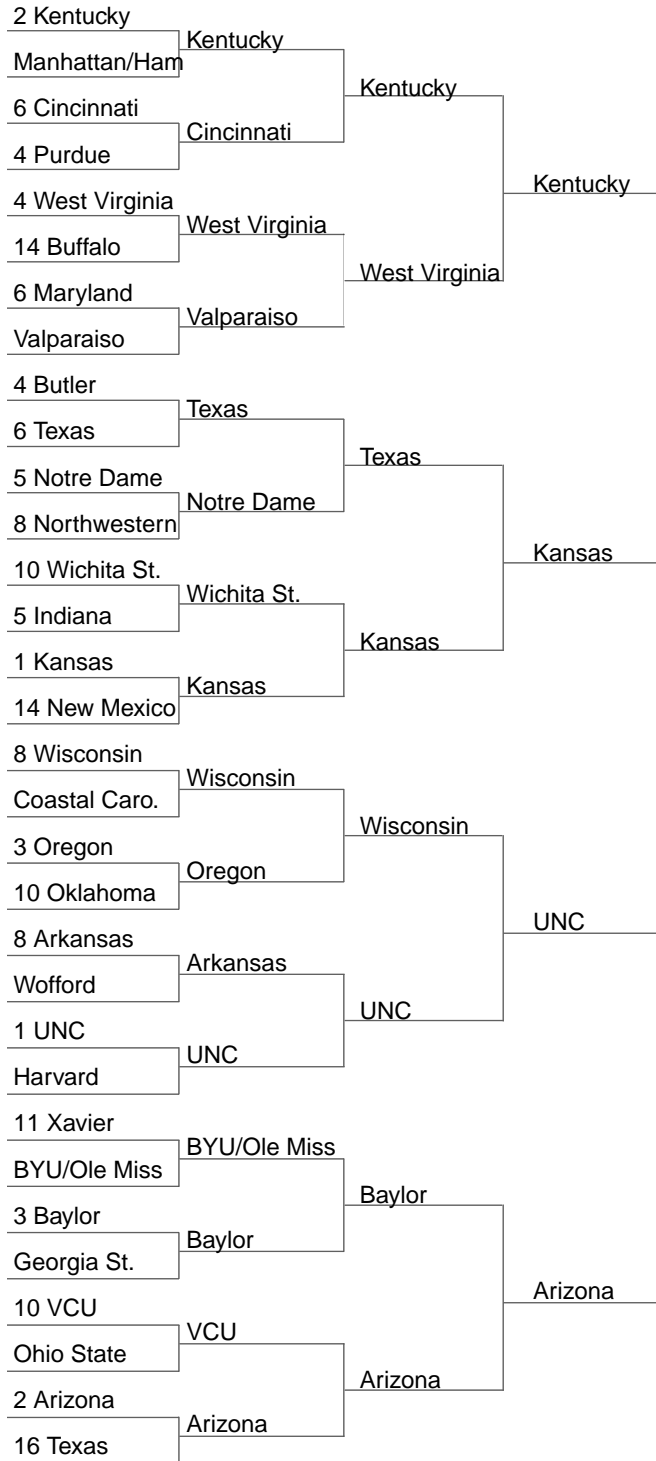 2 Kentucky
Manhattan/Ham
6 Cincinnati
4 Purdue
4 West Virginia
14 Buffalo
6 Maryland
Valparaiso
4 Butler
6 Texas
5 Notre Dame
8 Northwestern
10 Wichita St.
5 Indiana
1 Kansas
14 New Mexico
8 Wisconsin
Coastal Caro.
3 Oregon
10 Oklahoma
8 Arkansas
Wofford
1 UNC
Harvard
11 Xavier
BYU/Ole Miss
3 Baylor
Georgia St.
10 VCU
Ohio State
2 Arizona
16 Texas
Kentucky
Cincinnati
West Virginia
Valparaiso
Texas
Notre Dame
Wichita St.
Kansas
Wisconsin
Oregon
Arkansas
UNC
BYU/Ole Miss
Baylor
VCU
Arizona
Kentucky
West Virginia
Texas
Kansas
Wisconsin
UNC
Baylor
Arizona
Kentucky
Kansas
UNC
Arizona